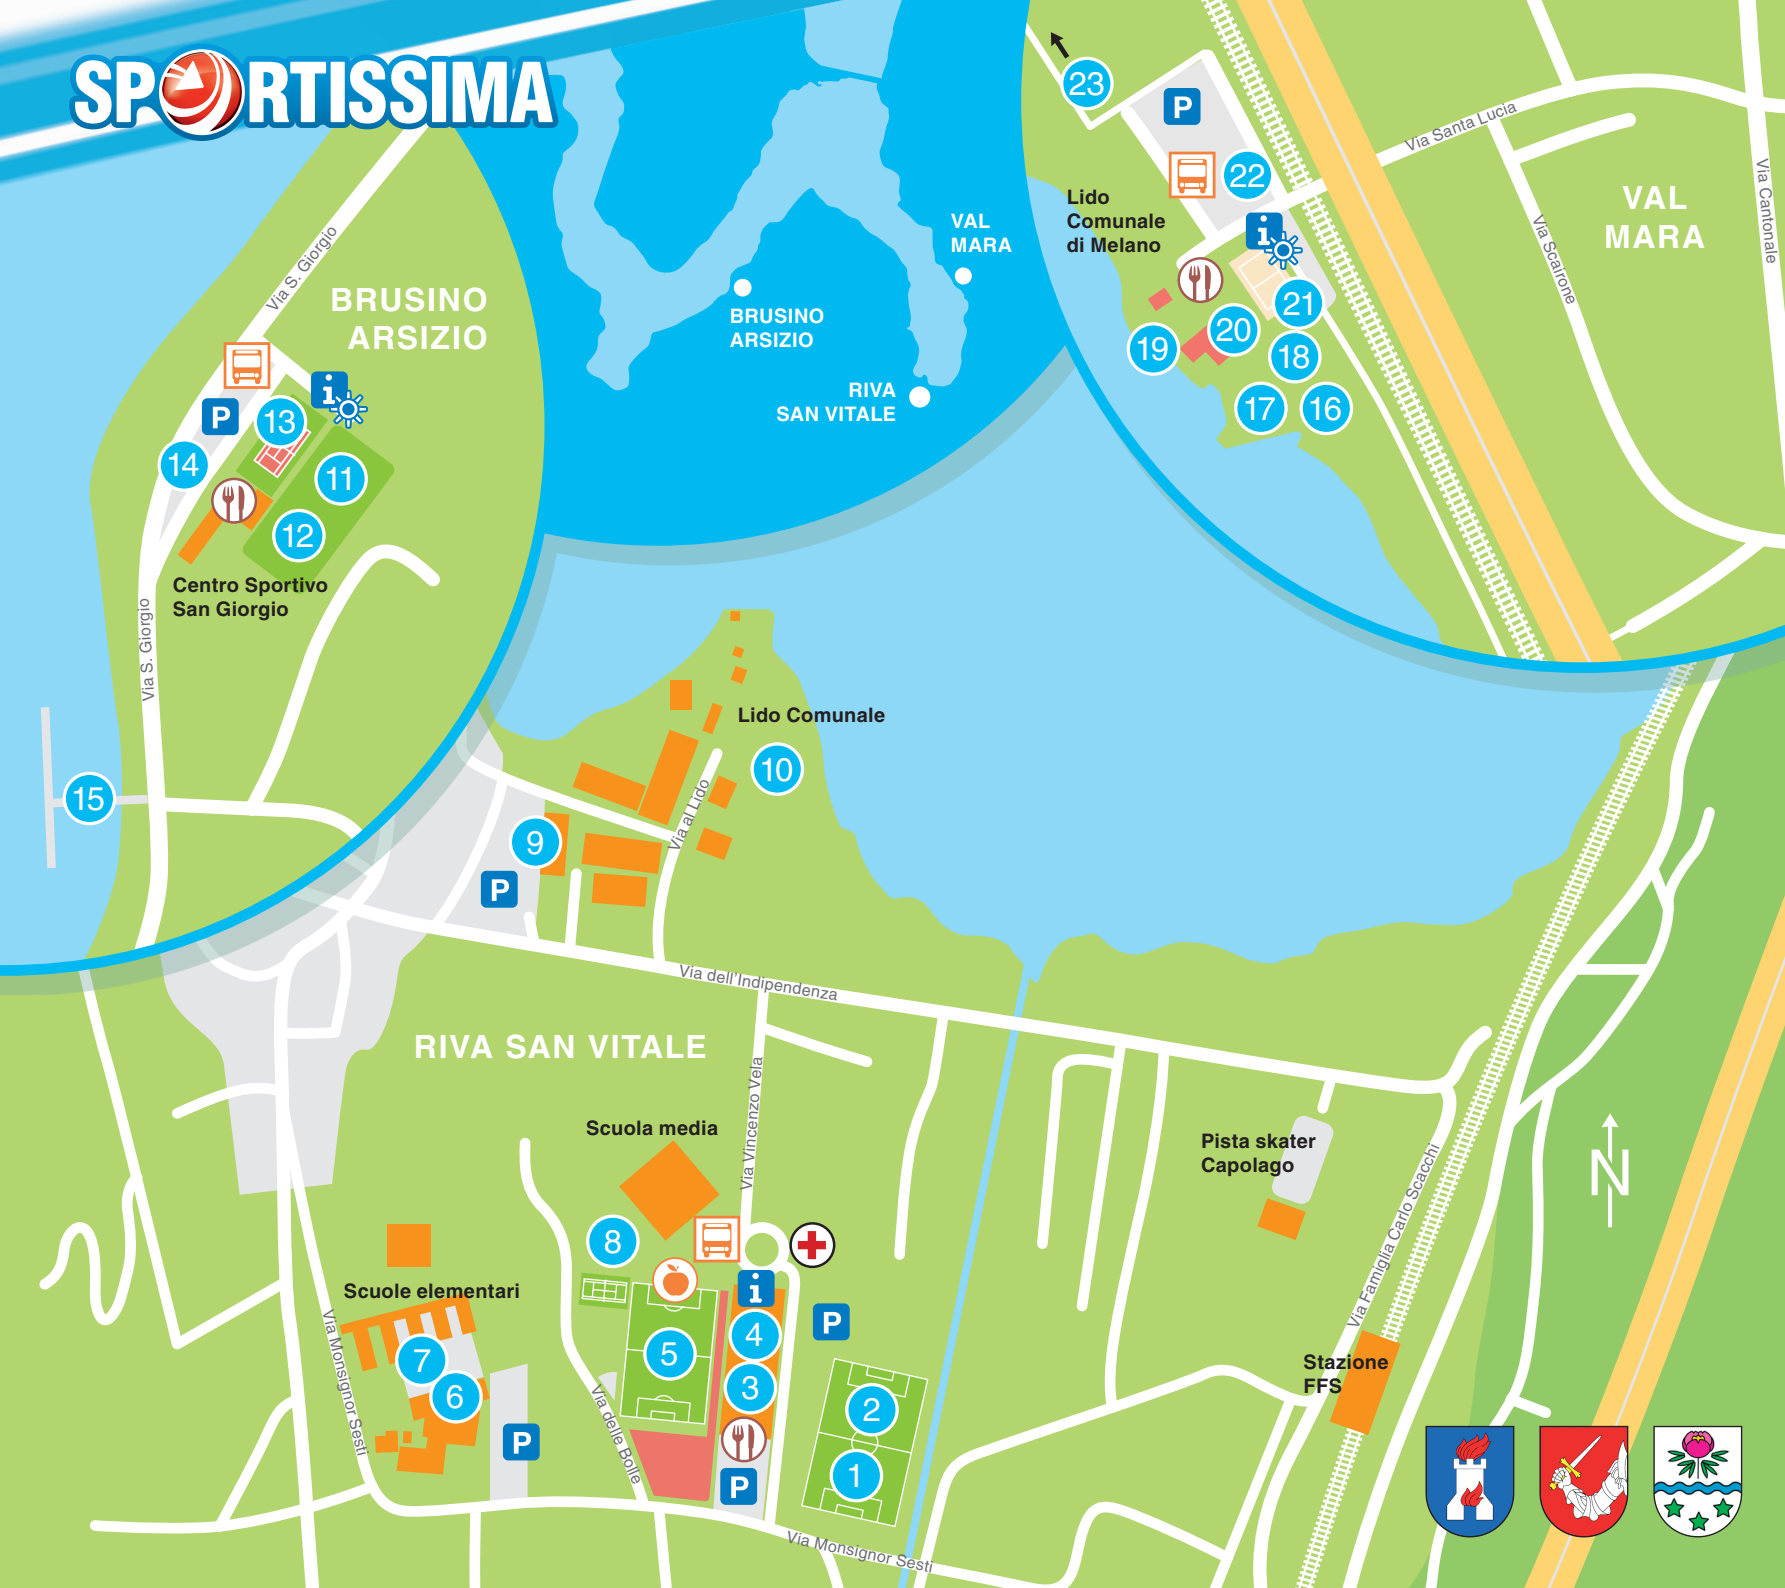 SPORTISSIMA
23
P
Via Santa Lucia
22
Lido
Comunale
di Melano
i
VAL
MARA
Via Cantonale
Via Scairone
VAL
MARA
BRUSINO
ARSIZIO
RIVA
SAN VITALE
21
20
19
18
17
16
Via S. Giorgio
BRUSINO
ARSIZIO
i
P
13
14
11
12
Centro Sportivo
San Giorgio
Via S. Giorgio
15
Lido Comunale
10
Via al Lido
9
P
Via dell'Indipendenza
RIVA SAN VITALE
Via Vincenzo Vela
Scuola media
Pista skater
Capolago
N
Via Famiglia Carlo Scacchi
8
Scuole elementari
i
P
4
5
3
7
6
2
1
Via Monsignor Sesti
Via delle Bolle
P
P
Stazione
FFS
Via Monsignor Sesti